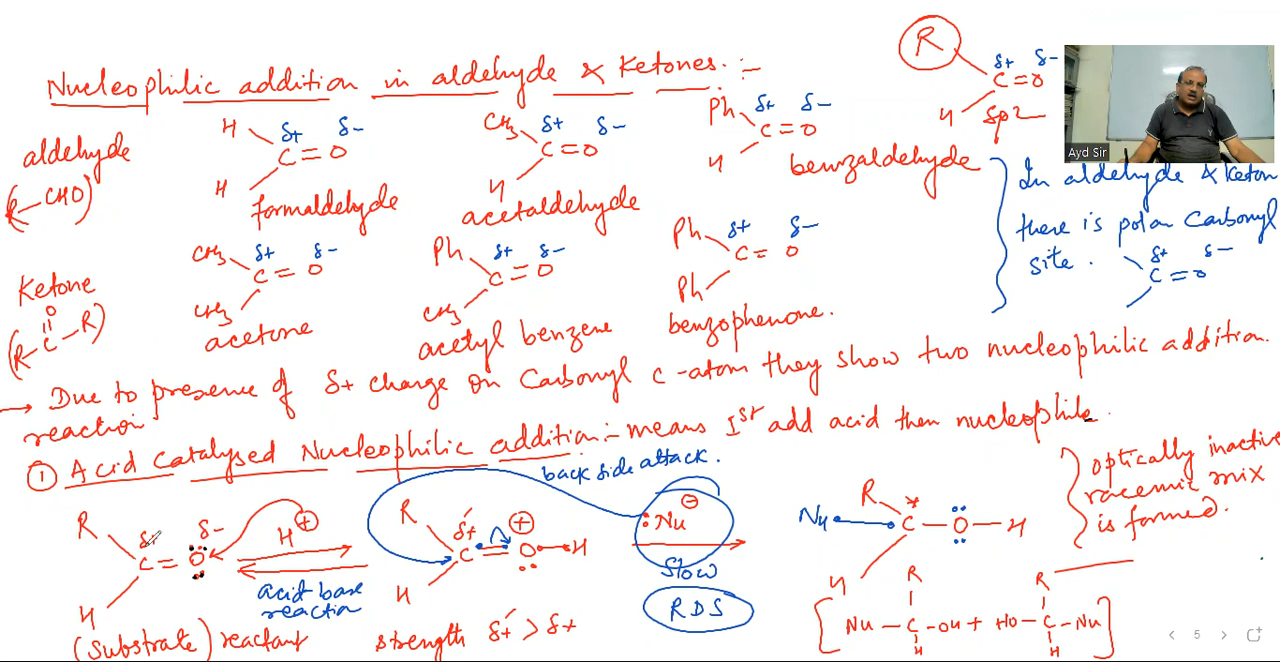 Nucleophilic addition in aldehyde & Ketones. :-
R
δ+ δ-
C=O
H
sp2
Ayd Sir
aldehyde
(R-CHO)
H
δ+ δ-
C=O
H
formaldehyde
CH3
δ+ δ-
C=O
H
acetaldehyde
Ph
δ+ δ-
C=O
H
benzaldehyde
In aldehyde & Keton
there is polar Carbonyl
site.
δ+ δ-
C=O
Ketone
O
(R-C-R)
CH3
δ+ δ-
C=O
CH3
acetone
Ph
δ+ δ-
C=O
CH3
acetyl benzene
Ph
δ+ δ-
C=O
Ph
benzophenone.
→ Due to presence of δ+ charge on Carbonyl C-atom they show two nucleophilic addition.
reaction.
① Acid Catalysed Nucleophilic addition:- means Ist add acid then nucleophile.
back side attack.
R
δ+ δ-
C=O
H
H⊕
acid base
reaction
(Substrate) reactant
R
δ+′ ⊕
C=O-H
H
strength δ+′ > δ+
:Nu⊖
Slow
RDS
R
Nu-C*-O-H
H
optically inactive
racemic mix
is formed.
R R
[Nu-C-OH + HO-C-Nu]
H H
5